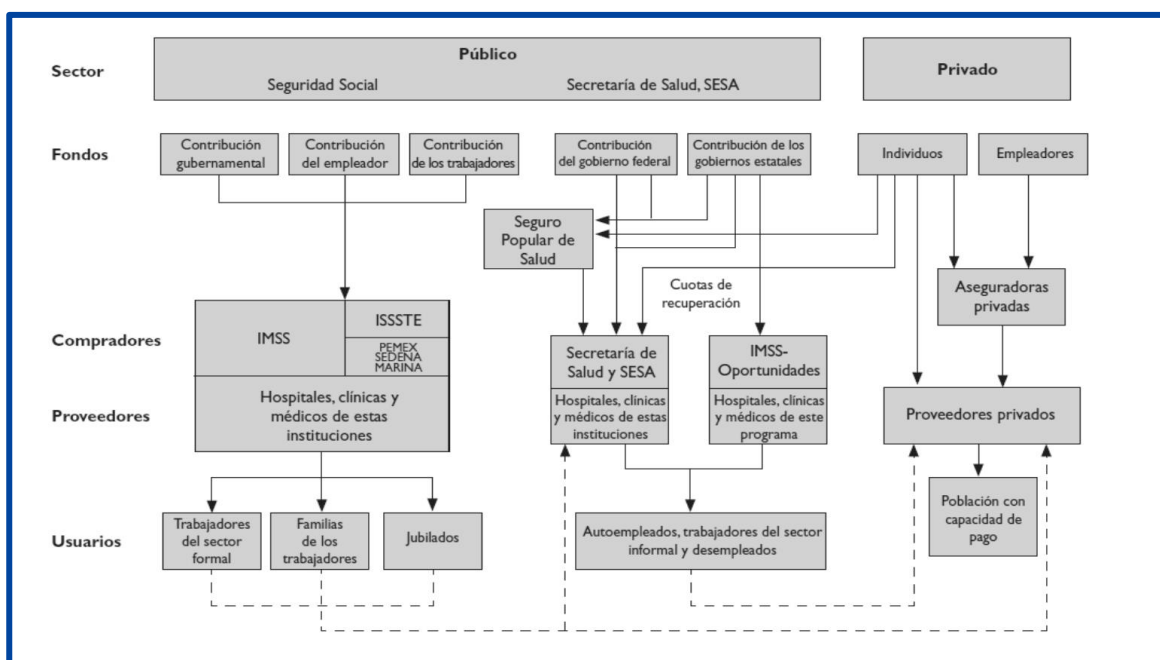 Sector
Público
Seguridad Social
Secretaría de Salud, SESA
Privado
Fondos
Contribución
gubernamental
Contribución
del empleador
Contribución
de los trabajadores
Contribución
del gobierno federal
Contribución de los
gobiernos estatales
Individuos
Empleadores
Seguro
Popular de
Salud
Cuotas de
recuperación
Aseguradoras
privadas
Compradores
IMSS
ISSSTE
PEMEX
SEDENA
MARINA
Secretaría de
Salud y SESA
IMSS-
Oportunidades
Proveedores
Hospitales, clínicas y
médicos de estas
instituciones
Hospitales, clínicas
y médicos de estas
instituciones
Hospitales, clínicas
y médicos de este
programa
Proveedores privados
Usuarios
Trabajadores
del sector
formal
Familias
de los
trabajadores
Jubilados
Autoempleados, trabajadores del sector
informal y desempleados
Población con
capacidad de
pago